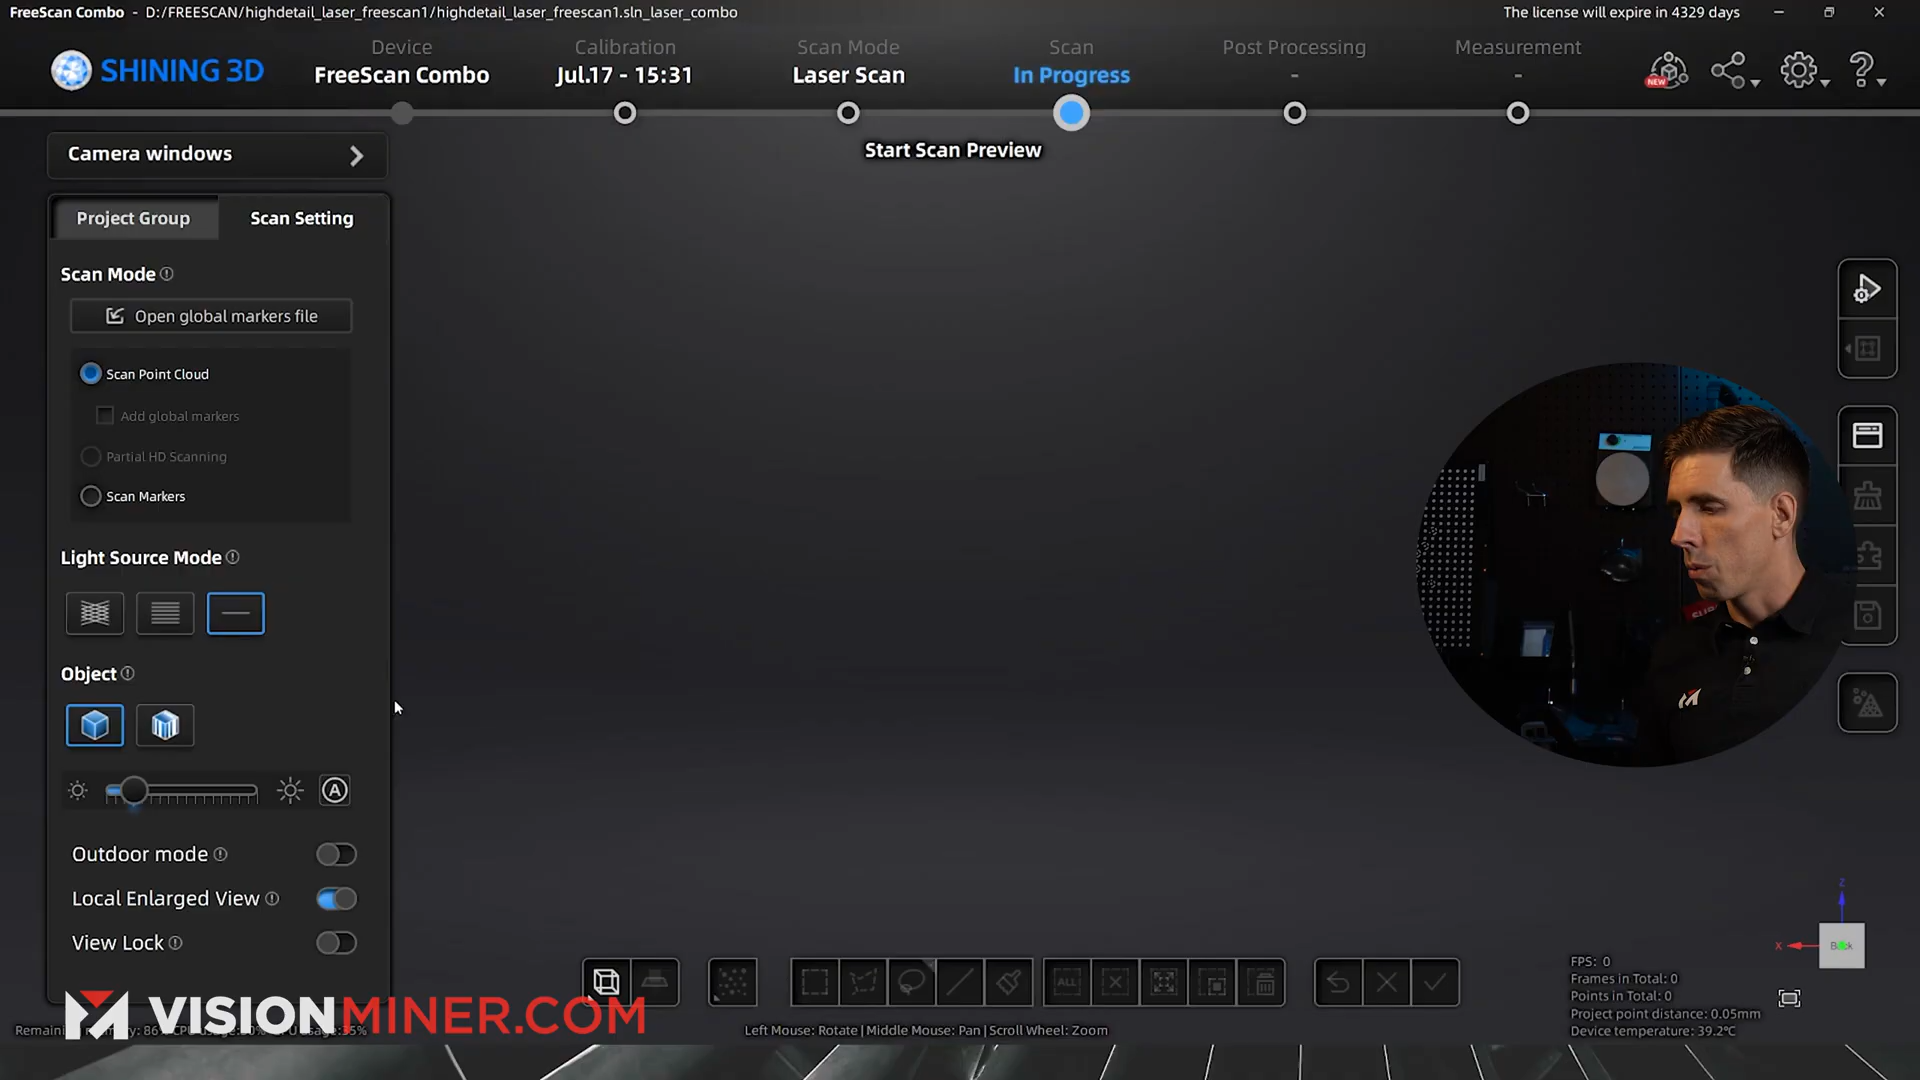 FreeScan Combo - D:/FREESCAN/highdetail_laser_freescan1/highdetail_laser_freescan1.sln_laser_combo
The license will expire in 4329 days
SHINING 3D
Device
FreeScan Combo
Calibration
Jul.17 - 15:31
Scan Mode
Laser Scan
Scan
In Progress
Post Processing
-
Measurement
-
NEW
Start Scan Preview
Camera windows
Project Group
Scan Setting
Scan Mode
Open global markers file
Scan Point Cloud
Add global markers
Partial HD Scanning
Scan Markers
Light Source Mode
Object
A
Outdoor mode
Local Enlarged View
View Lock
ALL
VISIONMINER.COM
Left Mouse: Rotate | Middle Mouse: Pan | Scroll Wheel: Zoom
Z
X
Back
FPS: 0
Frames in Total: 0
Points in Total: 0
Project point distance: 0.05mm
Device temperature: 39.2℃